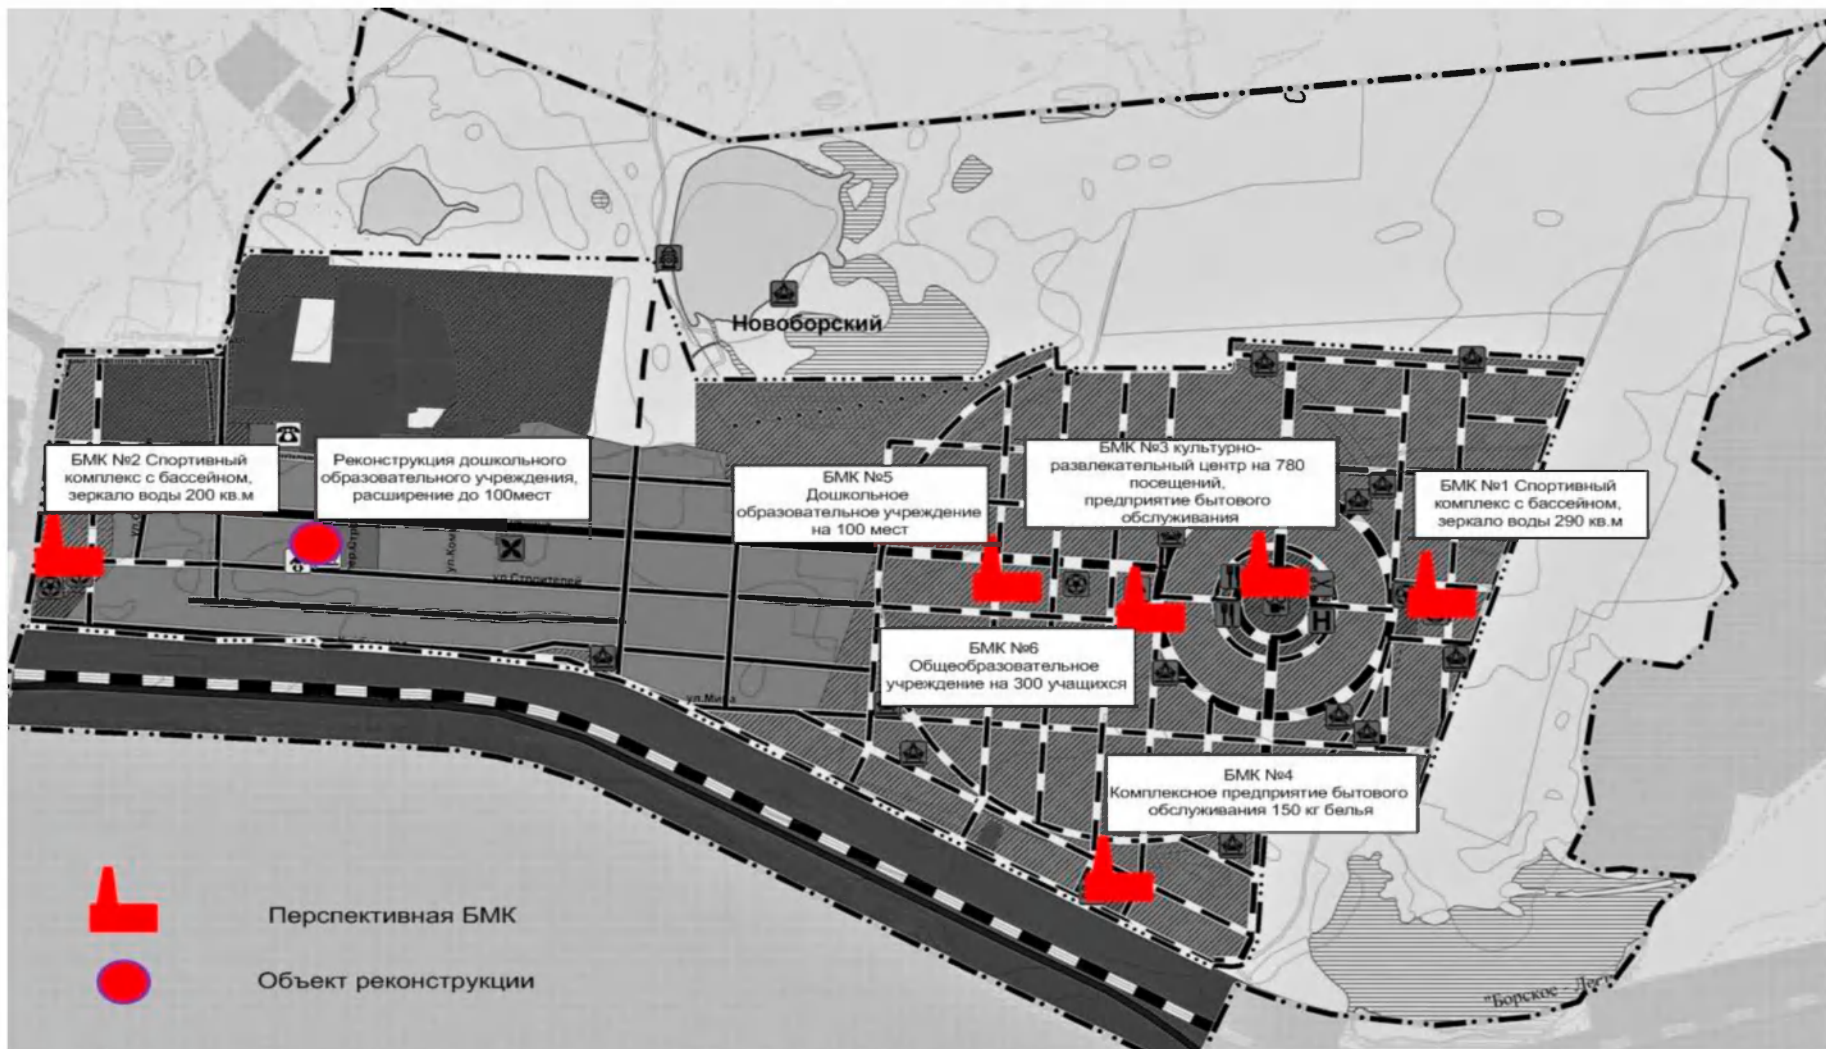 Новоборский
БМК №2 Спортивный
комплекс с бассейном,
зеркало воды 200 кв.м
Реконструкция дошкольного
образовательного учреждения,
расширение до 100мест
БМК №5
Дошкольное
образовательное учреждение
на 100 мест
БМК №3 культурно-
развлекательный центр на 780
посещений,
предприятие бытового
обслуживания
БМК №1 Спортивный
комплекс с бассейном,
зеркало воды 290 кв.м
ул.Строителей
БМК №6
Общеобразовательное
учреждение на 300 учащихся
ул.Мира
БМК №4
Комплексное предприятие бытового
обслуживания 150 кг белья
Перспективная БМК
Объект реконструкции
"Борское -